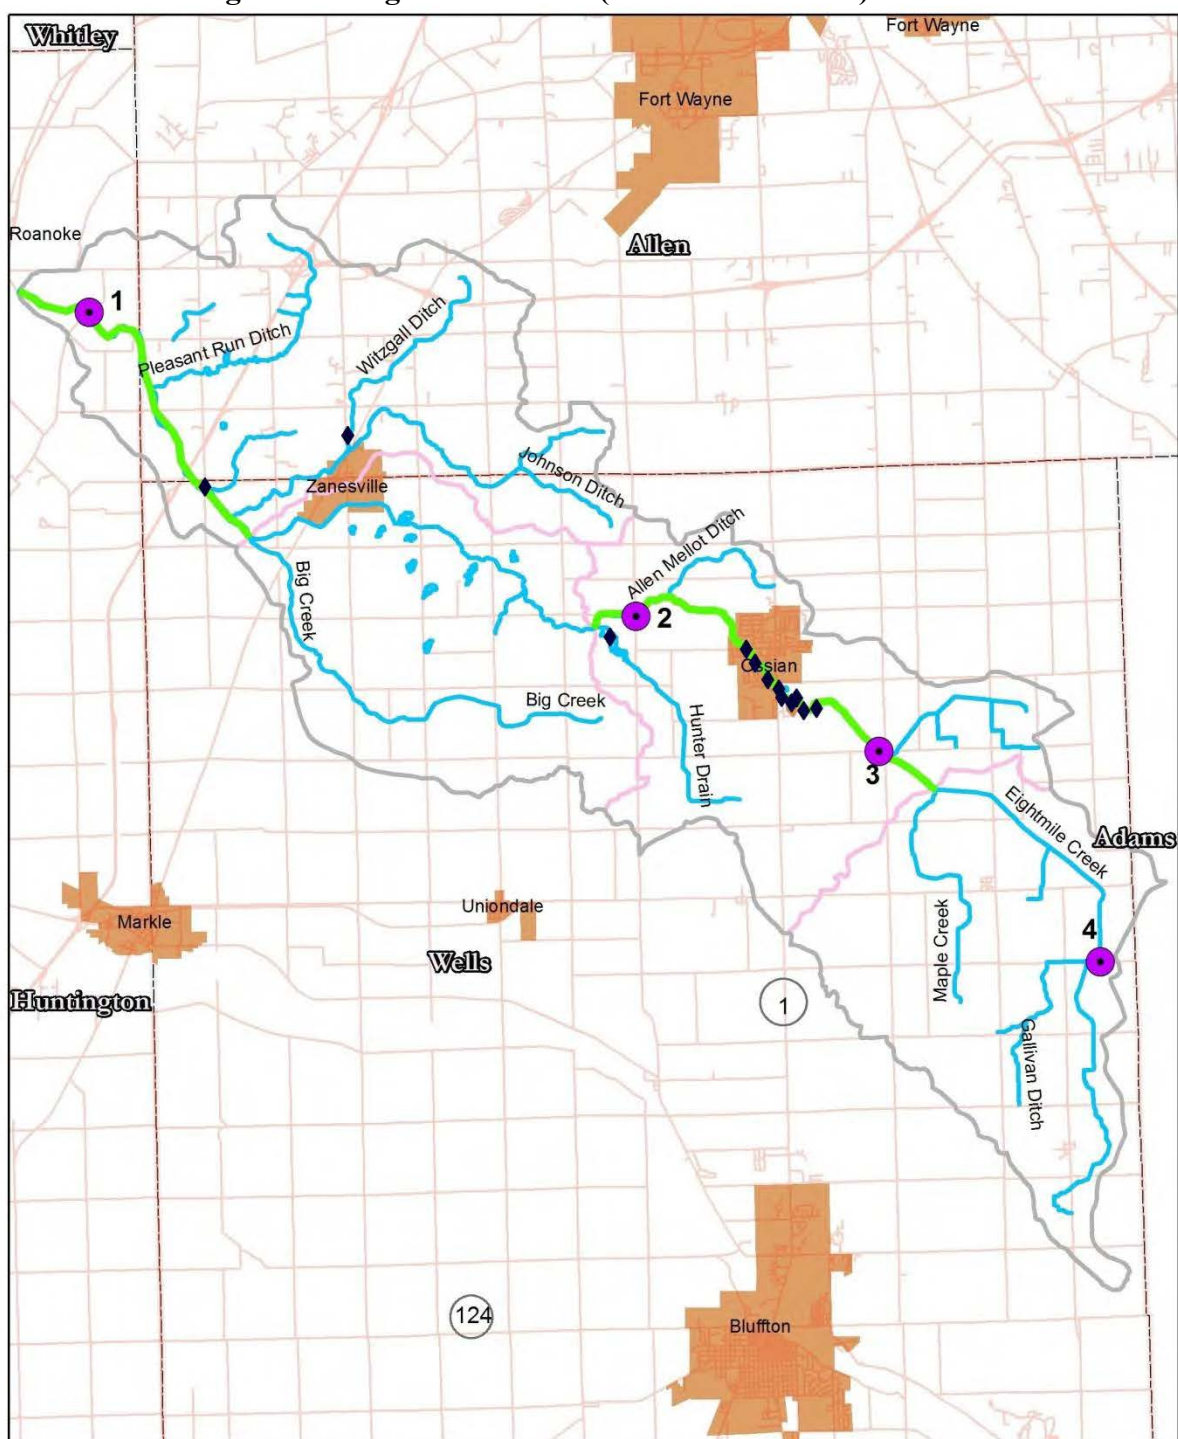 Whitley
Fort Wayne
Fort Wayne
Roanoke
Allen
1
Pleasant Run Ditch
Witzgall Ditch
Johnson Ditch
Zanesville
Allen Mellot Ditch
Big Creek
2
Ossian
Big Creek
Hunter Drain
3
Eightmile Creek
Adams
Markle
Uniondale
Maple Creek
4
Wells
Huntington
1
Gallivan Ditch
124
Bluffton